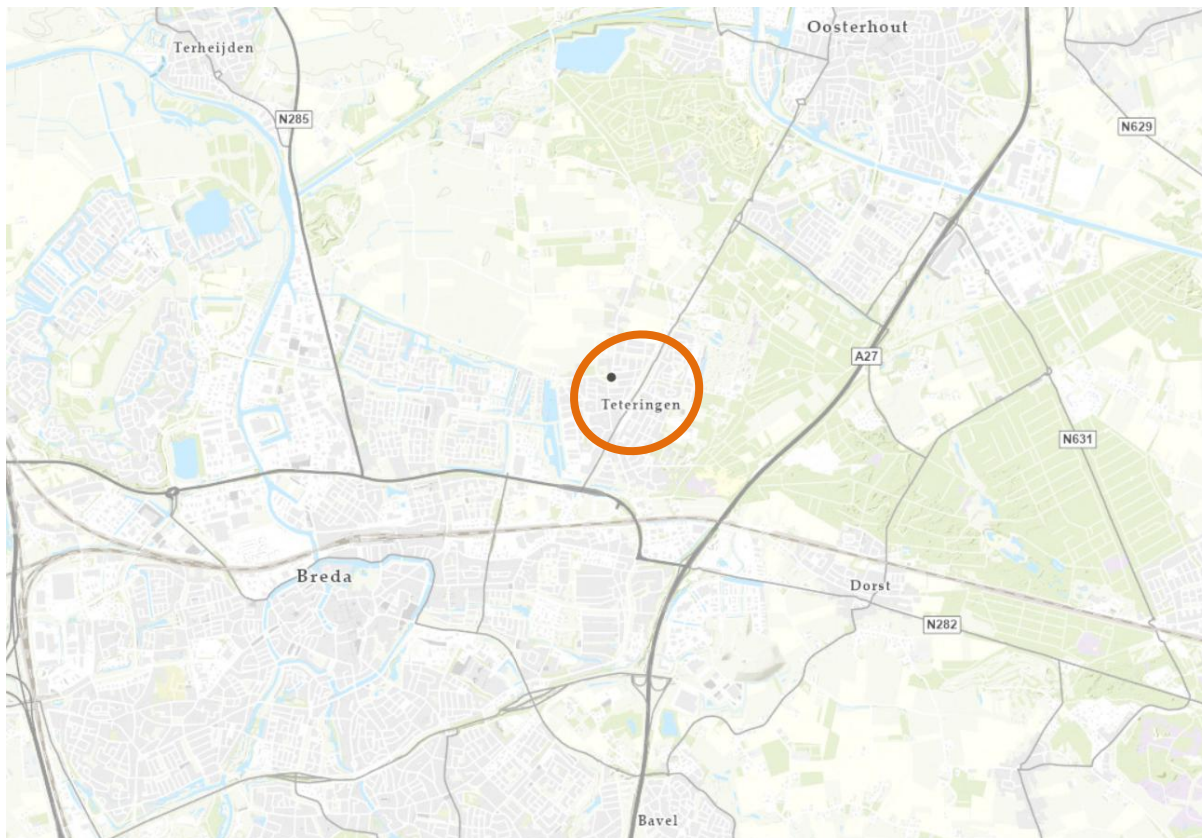 Oosterhout
Terheijden
N285
N629
A27
Teteringen
N631
Breda
Dorst
N282
Bavel